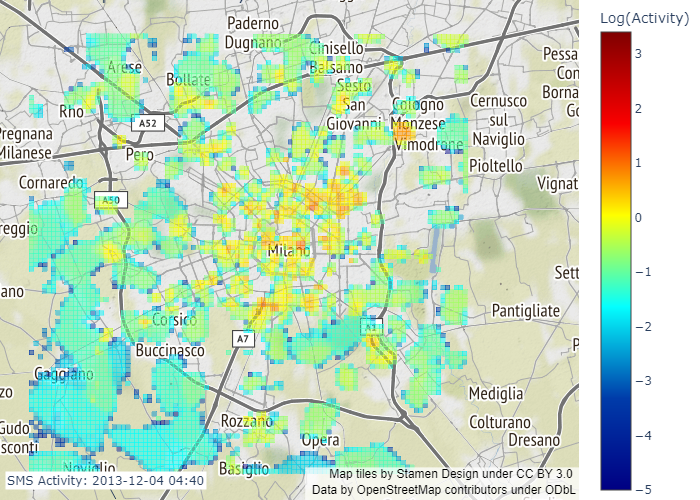 Log(Activity)
Paderno
Dugnano
Cinisello
Balsamo
Arese
Bollate
Sesto
San
Giovanni
Rho
Cologno
Monzese
Cernusco
sul
Naviglio
A52
Vimodrone
Pioltello
Pero
Cornaredo
A50
Vignat
reggio
Milano
Pregnana
Milanese
Pessa
Con
Borna
Go
ano
Sett
Pantigliate
Corsico
A7
A1
Buccinasco
P
Gaggiano
zo
Mediglia
Colturano
Dresano
Gudo
sconti
Rozzano
Opera
Noviglio
Basiglio
SMS Activity: 2013-12-04 04:40
Map tiles by Stamen Design under CC BY 3.0
Data by OpenStreetMap contributors under ODbL
3
2
1
0
−1
−2
−3
−4
−5